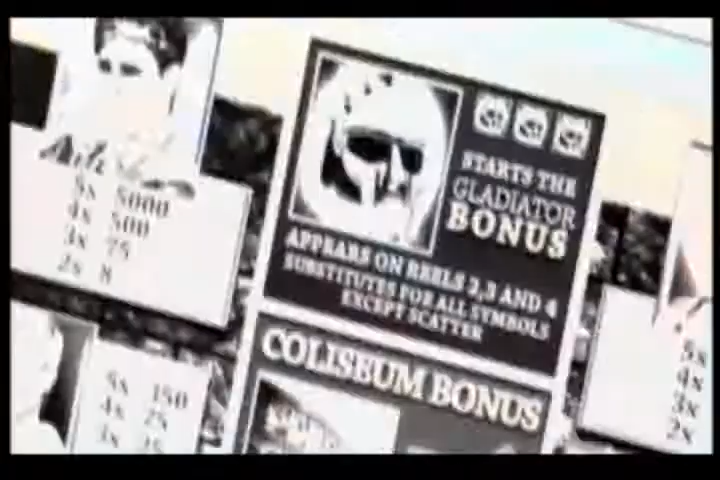 5x 5000
4x 500
3x 75
2x 8
STARTS THE
GLADIATOR
BONUS
APPEARS ON REELS 2,3 AND 4
SUBSTITUTES FOR ALL SYMBOLS
EXCEPT SCATTER
COLISEUM BONUS
5x 150
4x 25
3x
5x
4x
3x
2x